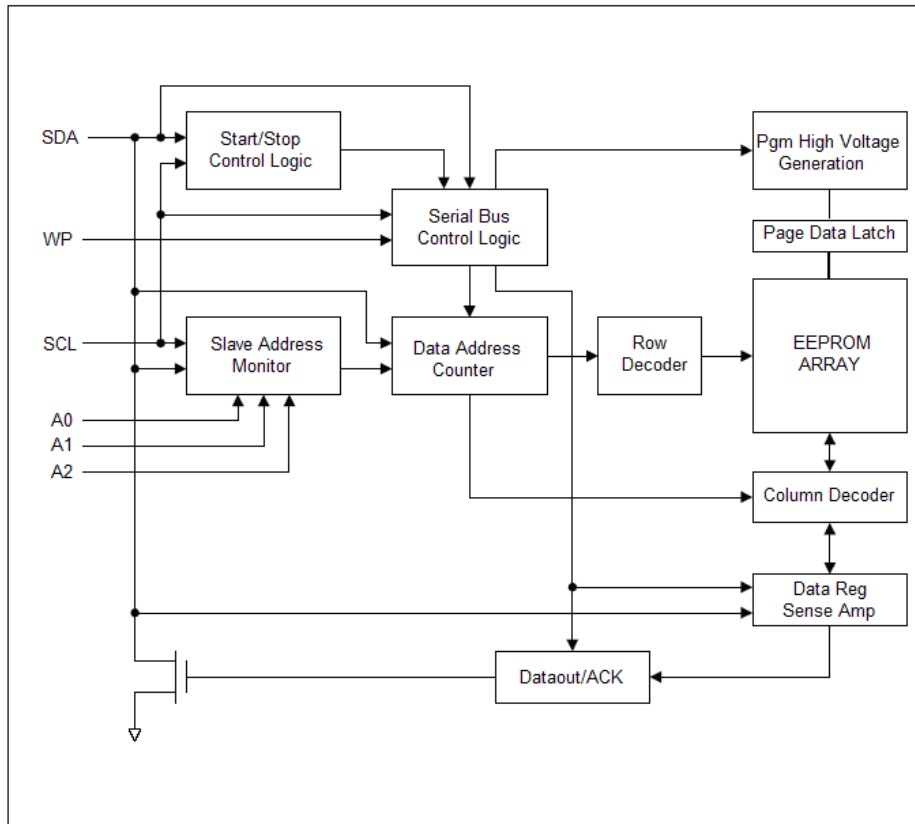 SDA
Start/Stop
Control Logic
Pgm High Voltage
Generation
WP
Serial Bus
Control Logic
Page Data Latch
SCL
Slave Address
Monitor
Data Address
Counter
Row
Decoder
EEPROM
ARRAY
A0
A1
A2
Column Decoder
Data Reg
Sense Amp
Dataout/ACK